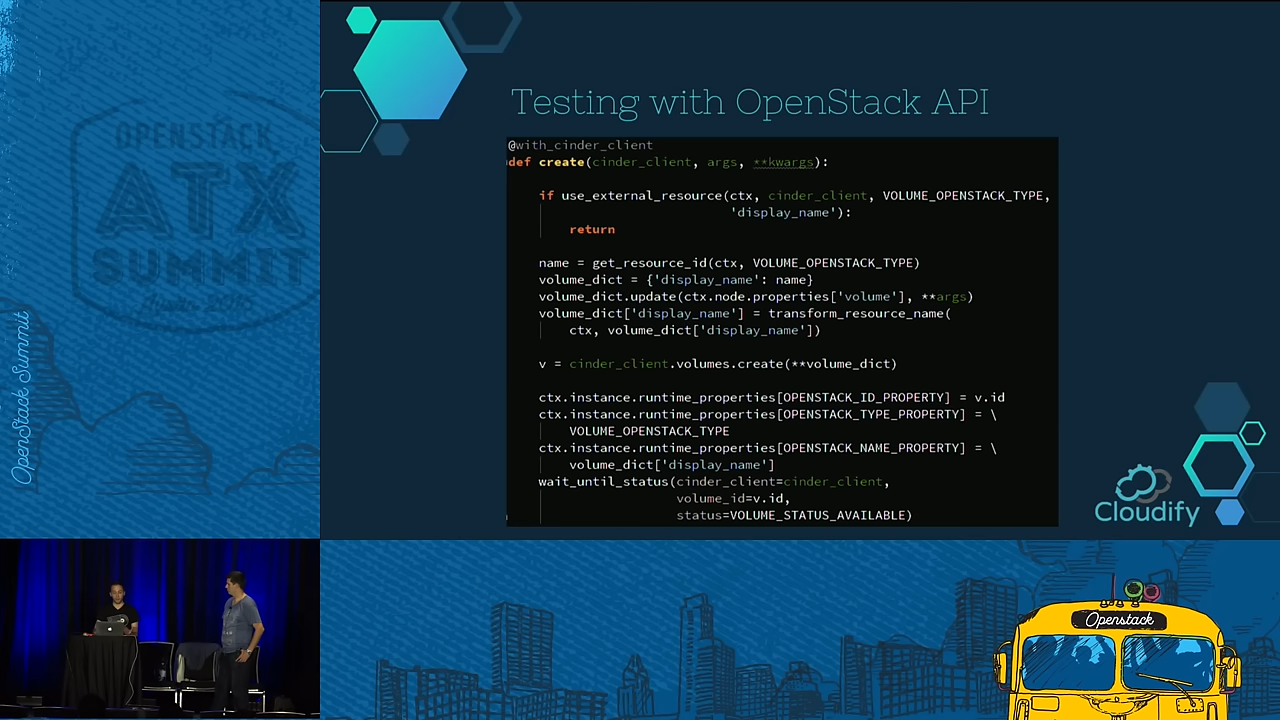 OPENSTACK
ATX
SUMMIT
OpenStack Summit
Testing with OpenStack API
@with_cinder_client
def create(cinder_client, args, **kwargs):
if use_external_resource(ctx, cinder_client, VOLUME_OPENSTACK_TYPE,
'display_name'):
return
name = get_resource_id(ctx, VOLUME_OPENSTACK_TYPE)
volume_dict = {'display_name': name}
volume_dict.update(ctx.node.properties['volume'], **args)
volume_dict['display_name'] = transform_resource_name(
ctx, volume_dict['display_name'])
v = cinder_client.volumes.create(**volume_dict)
ctx.instance.runtime_properties[OPENSTACK_ID_PROPERTY] = v.id
ctx.instance.runtime_properties[OPENSTACK_TYPE_PROPERTY] = \
VOLUME_OPENSTACK_TYPE
ctx.instance.runtime_properties[OPENSTACK_NAME_PROPERTY] = \
volume_dict['display_name']
wait_until_status(cinder_client=cinder_client,
volume_id=v.id,
status=VOLUME_STATUS_AVAILABLE)
Cloudify
Openstack